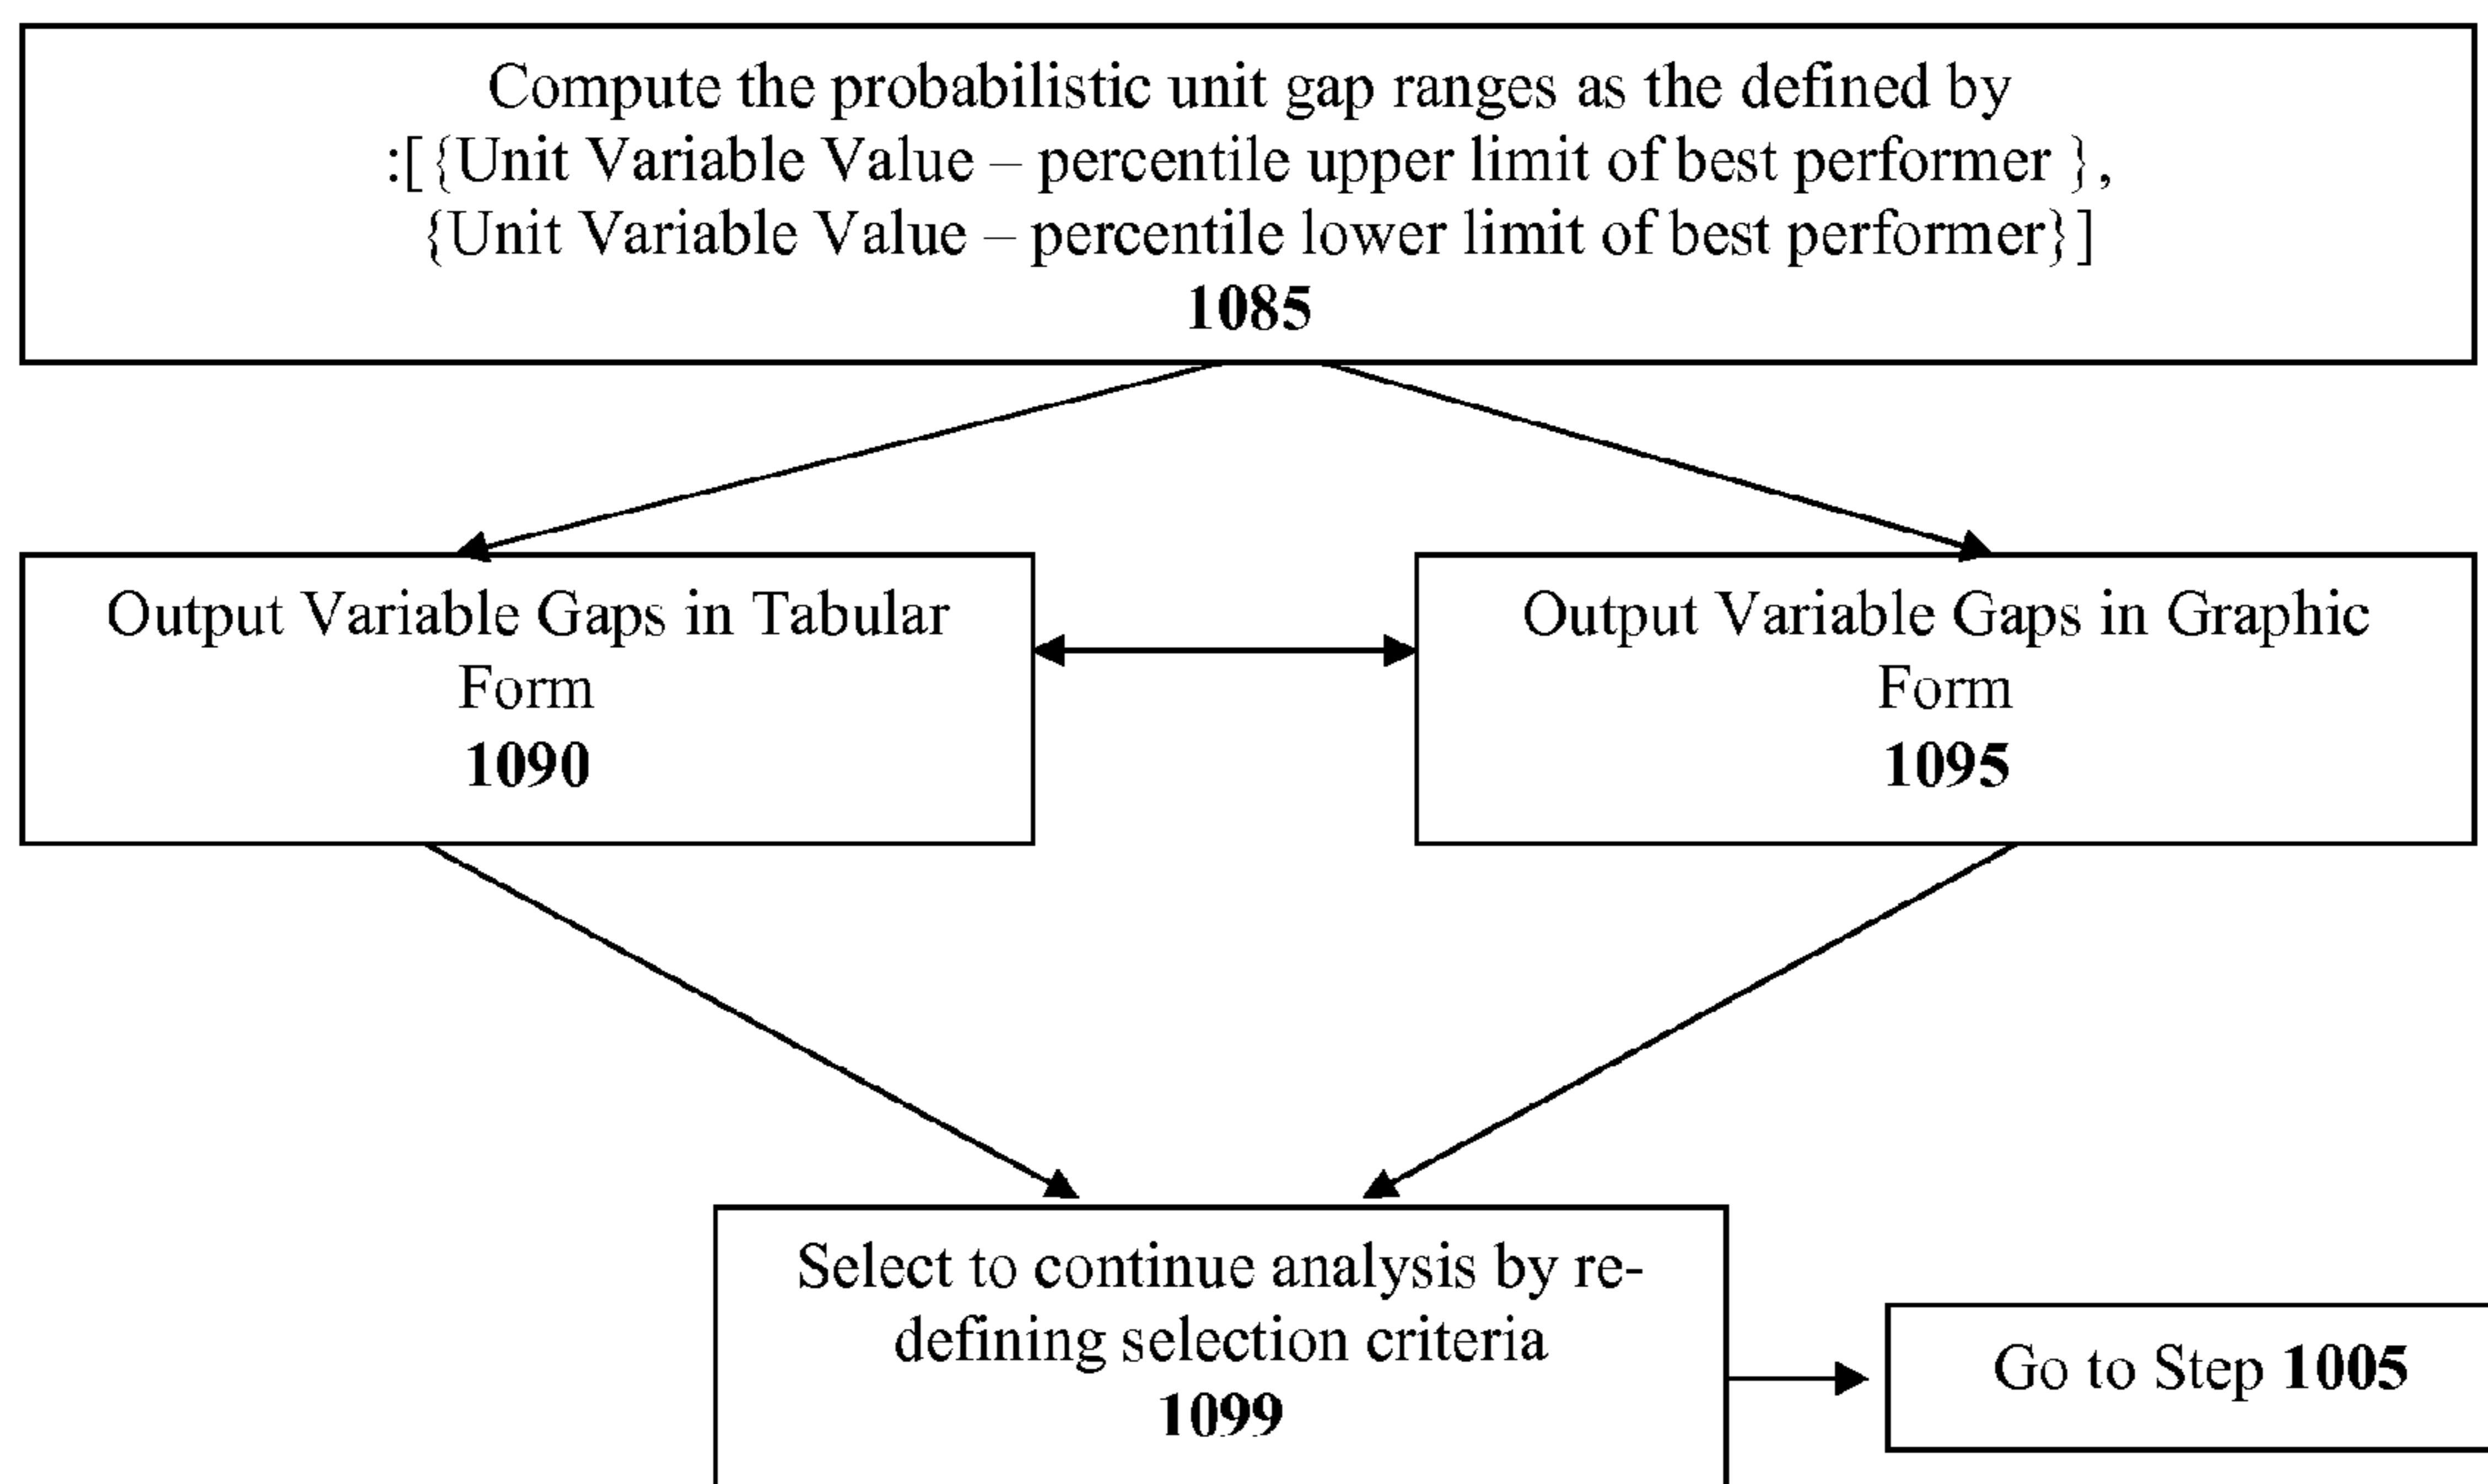 Compute the probabilistic unit gap ranges as the defined by
:[{Unit Variable Value – percentile upper limit of best performer },
{Unit Variable Value – percentile lower limit of best performer}]
1085
Output Variable Gaps in Tabular
Form
1090
Output Variable Gaps in Graphic
Form
1095
Select to continue analysis by re-
defining selection criteria
1099
Go to Step 1005